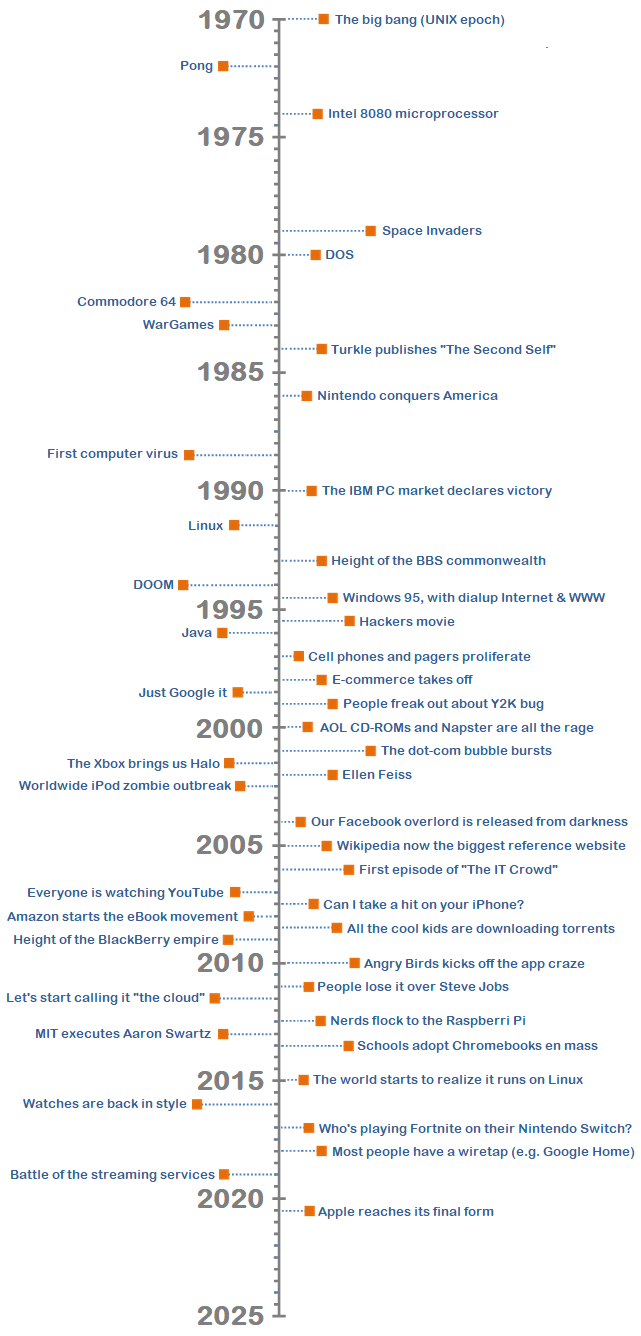 1970
The big bang (UNIX epoch)
Pong
Intel 8080 microprocessor
1975
Space Invaders
1980
DOS
Commodore 64
WarGames
Turkle publishes "The Second Self"
1985
Nintendo conquers America
First computer virus
1990
The IBM PC market declares victory
Linux
Height of the BBS commonwealth
DOOM
Windows 95, with dialup Internet & WWW
1995
Hackers movie
Java
Cell phones and pagers proliferate
E-commerce takes off
Just Google it
People freak out about Y2K bug
2000
AOL CD-ROMs and Napster are all the rage
The dot-com bubble bursts
The Xbox brings us Halo
Ellen Feiss
Worldwide iPod zombie outbreak
Our Facebook overlord is released from darkness
2005
Wikipedia now the biggest reference website
First episode of "The IT Crowd"
Everyone is watching YouTube
Can I take a hit on your iPhone?
Amazon starts the eBook movement
All the cool kids are downloading torrents
Height of the BlackBerry empire
2010
Angry Birds kicks off the app craze
People lose it over Steve Jobs
Let's start calling it "the cloud"
Nerds flock to the Raspberri Pi
MIT executes Aaron Swartz
Schools adopt Chromebooks en mass
2015
The world starts to realize it runs on Linux
Watches are back in style
Who's playing Fortnite on their Nintendo Switch?
Most people have a wiretap (e.g. Google Home)
Battle of the streaming services
2020
Apple reaches its final form
2025